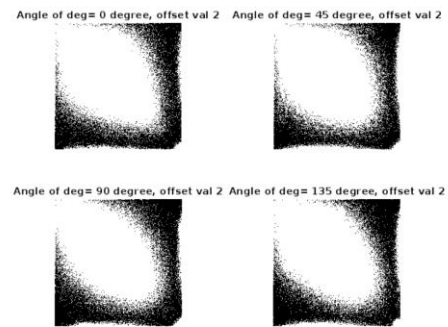 Angle of deg= 0 degree, offset val 2
Angle of deg= 45 degree, offset val 2
Angle of deg= 90 degree, offset val 2
Angle of deg= 135 degree, offset val 2